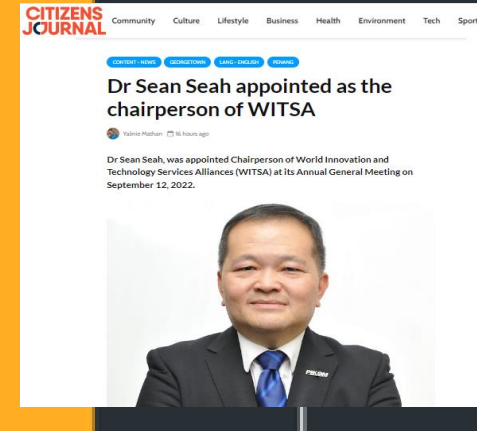 CITIZENS
JOURNAL
Community Culture Lifestyle Business Health Environment Tech Sport
CONTENT - NEWS GEORGETOWN LANG - ENGLISH PENANG
Dr Sean Seah appointed as the
chairperson of WITSA
Yalinie Mathan 16 hours ago
Dr Sean Seah, was appointed Chairperson of World Innovation and
Technology Services Alliances (WITSA) at its Annual General Meeting on
September 12, 2022.
PIKOM